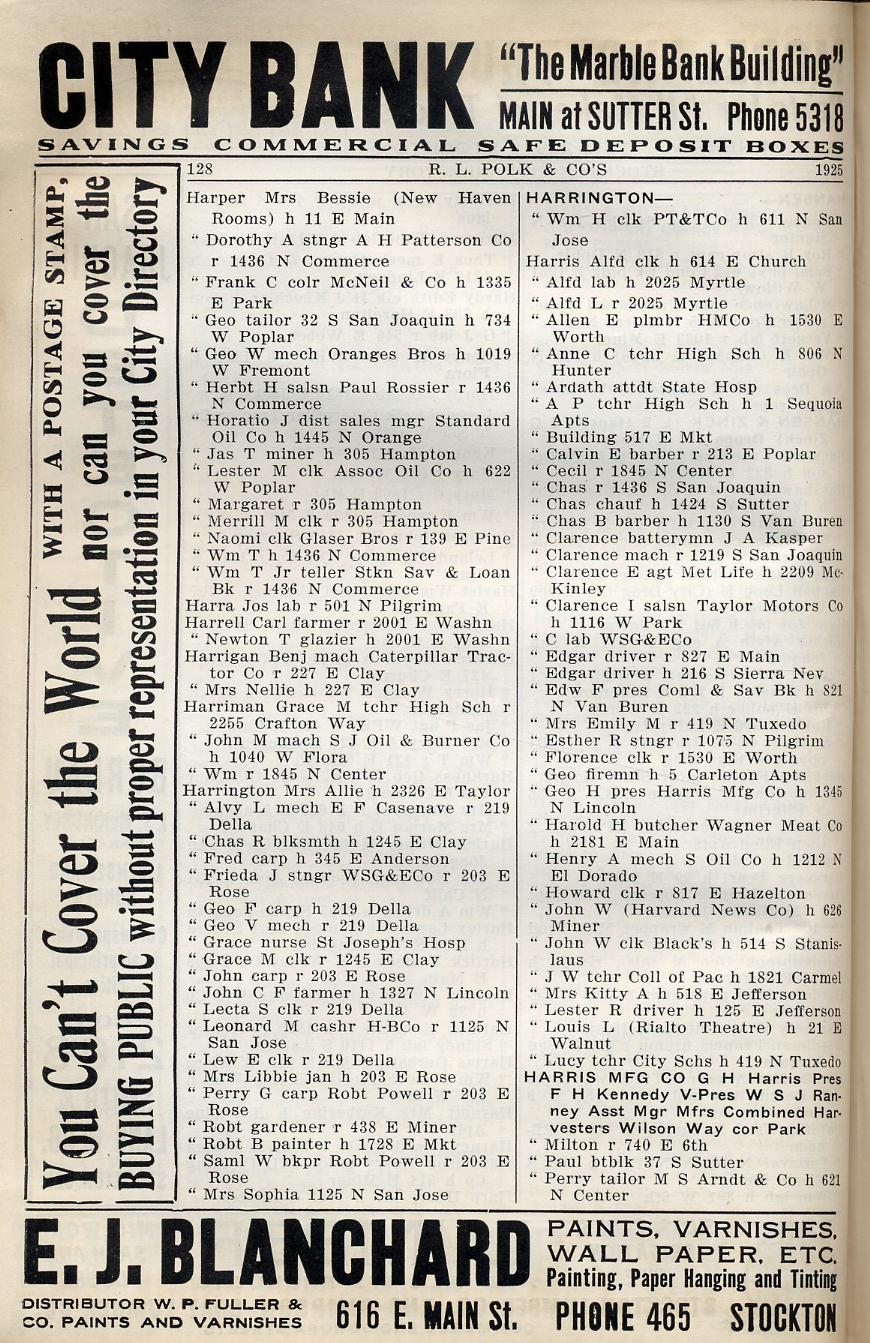 CITY BANK
"The Marble Bank Building"
MAIN at SUTTER St. Phone 5318
SAVINGS COMMERCIAL SAFE DEPOSIT BOXES
You Can't Cover the World WITH A POSTAGE STAMP,
nor can you cover the
BUYING PUBLIC without proper representation in your City Directory
128 R. L. POLK & CO'S 1925
Harper Mrs Bessie (New Haven
Rooms) h 11 E Main
" Dorothy A stngr A H Patterson Co
r 1436 N Commerce
" Frank C colr McNeil & Co h 1335
E Park
" Geo tailor 32 S San Joaquin h 734
W Poplar
" Geo W mech Oranges Bros h 1019
W Fremont
" Herbt H salsn Paul Rossier r 1436
N Commerce
" Horatio J dist sales mgr Standard
Oil Co h 1445 N Orange
" Jas T miner h 305 Hampton
" Lester M clk Assoc Oil Co h 622
W Poplar
" Margaret r 305 Hampton
" Merrill M clk r 305 Hampton
" Naomi clk Glaser Bros r 139 E Pine
" Wm T h 1436 N Commerce
" Wm T Jr teller Stkn Sav & Loan
Bk r 1436 N Commerce
Harra Jos lab r 501 N Pilgrim
Harrell Carl farmer r 2001 E Washn
" Newton T glazier h 2001 E Washn
Harrigan Benj mach Caterpillar Trac-
tor Co r 227 E Clay
" Mrs Nellie h 227 E Clay
Harriman Grace M tchr High Sch r
2255 Crafton Way
" John M mach S J Oil & Burner Co
h 1040 W Flora
" Wm r 1845 N Center
Harrington Mrs Allie h 2326 E Taylor
" Alvy L mech E F Casenave r 219
Della
" Chas R blksmth h 1245 E Clay
" Fred carp h 345 E Anderson
" Frieda J stngr WSG&ECo r 203 E
Rose
" Geo F carp h 219 Della
" Geo V mech r 219 Della
" Grace nurse St Joseph's Hosp
" Grace M clk r 1245 E Clay
" John carp r 203 E Rose
" John C F farmer h 1327 N Lincoln
" Lecta S clk r 219 Della
" Leonard M cashr H-BCo r 1125 N
San Jose
" Lew E clk r 219 Della
" Mrs Libbie jan h 203 E Rose
" Perry G carp Robt Powell r 203 E
Rose
" Robt gardener r 438 E Miner
" Robt B painter h 1728 E Mkt
" Saml W bkpr Robt Powell r 203 E
Rose
" Mrs Sophia 1125 N San Jose
HARRINGTON—
" Wm H clk PT&TCo h 611 N San
Jose
Harris Alfd clk h 614 E Church
" Alfd lab h 2025 Myrtle
" Alfd L r 2025 Myrtle
" Allen E plmbr HMCo h 1530 E
Worth
" Anne C tchr High Sch h 806 N
Hunter
" Ardath attdt State Hosp
" A P tchr High Sch h 1 Sequoia
Apts
" Building 517 E Mkt
" Calvin E barber r 213 E Poplar
" Cecil r 1845 N Center
" Chas r 1436 S San Joaquin
" Chas chauf h 1424 S Sutter
" Chas B barber h 1130 S Van Buren
" Clarence batterymn J A Kasper
" Clarence mach r 1219 S San Joaquin
" Clarence E agt Met Life h 2209 Mc-
Kinley
" Clarence I salsn Taylor Motors Co
h 1116 W Park
" C lab WSG&ECo
" Edgar driver r 827 E Main
" Edgar driver h 216 S Sierra Nev
" Edw F pres Coml & Sav Bk h 821
N Van Buren
" Mrs Emily M r 419 N Tuxedo
" Esther R stngr r 1075 N Pilgrim
" Florence clk r 1530 E Worth
" Geo firemn h 5 Carleton Apts
" Geo H pres Harris Mfg Co h 1345
N Lincoln
" Harold H butcher Wagner Meat Co
h 2181 E Main
" Henry A mech S Oil Co h 1212 N
El Dorado
" Howard clk r 817 E Hazelton
" John W (Harvard News Co) h 626
Miner
" John W clk Black's h 514 S Stanis-
laus
" J W tchr Coll of Pac h 1821 Carmel
" Mrs Kitty A h 518 E Jefferson
" Lester R driver h 125 E Jefferson
" Louis L (Rialto Theatre) h 21 E
Walnut
" Lucy tchr City Schs h 419 N Tuxedo
HARRIS MFG CO G H Harris Pres
F H Kennedy V-Pres W S J Ran-
ney Asst Mgr Mfrs Combined Har-
vesters Wilson Way cor Park
" Milton r 740 E 6th
" Paul btblk 37 S Sutter
" Perry tailor M S Arndt & Co h 621
N Center
E. J. BLANCHARD
PAINTS, VARNISHES,
WALL PAPER, ETC.
Painting, Paper Hanging and Tinting
DISTRIBUTOR W. P. FULLER &
CO. PAINTS AND VARNISHES
616 E. MAIN St. PHONE 465 STOCKTON